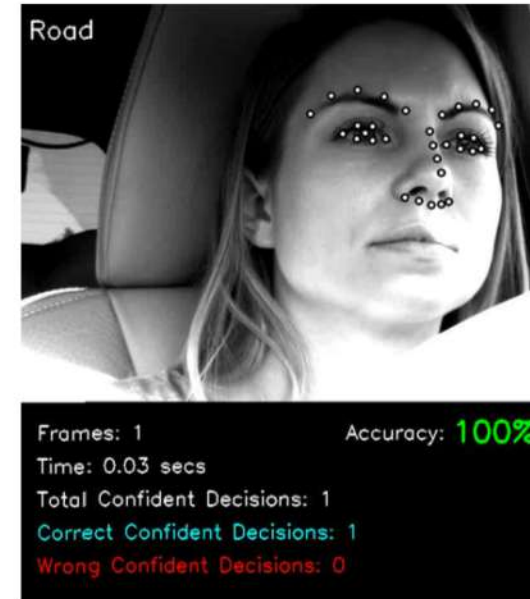 Road
Frames: 1
Accuracy: 100%
Time: 0.03 secs
Total Confident Decisions: 1
Correct Confident Decisions: 1
Wrong Confident Decisions: 0